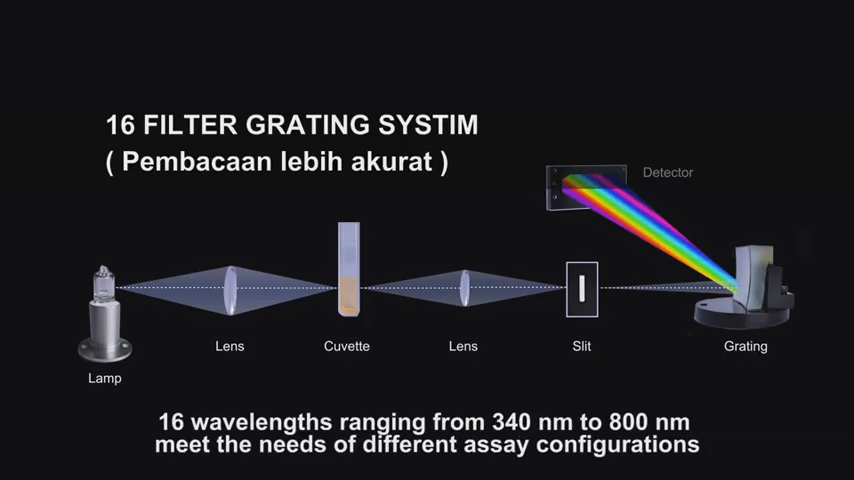 16 FILTER GRATING SYSTIM
( Pembacaan lebih akurat )
Detector
Lens
Cuvette
Lens
Slit
Grating
Lamp
16 wavelengths ranging from 340 nm to 800 nm
meet the needs of different assay configurations